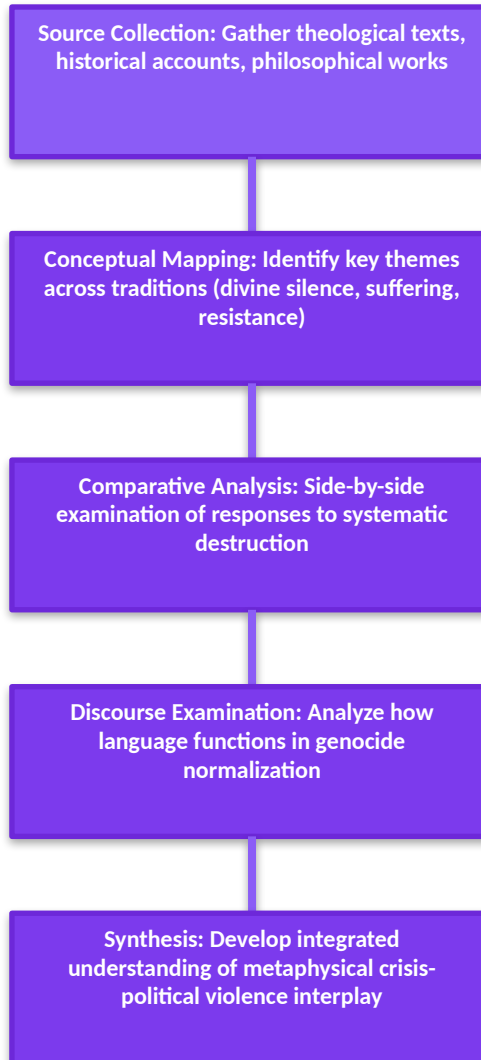 Source Collection: Gather theological texts,
historical accounts, philosophical works
Conceptual Mapping: Identify key themes
across traditions (divine silence, suffering,
resistance)
Comparative Analysis: Side-by-side
examination of responses to systematic
destruction
Discourse Examination: Analyze how
language functions in genocide
normalization
Synthesis: Develop integrated
understanding of metaphysical crisis-
political violence interplay